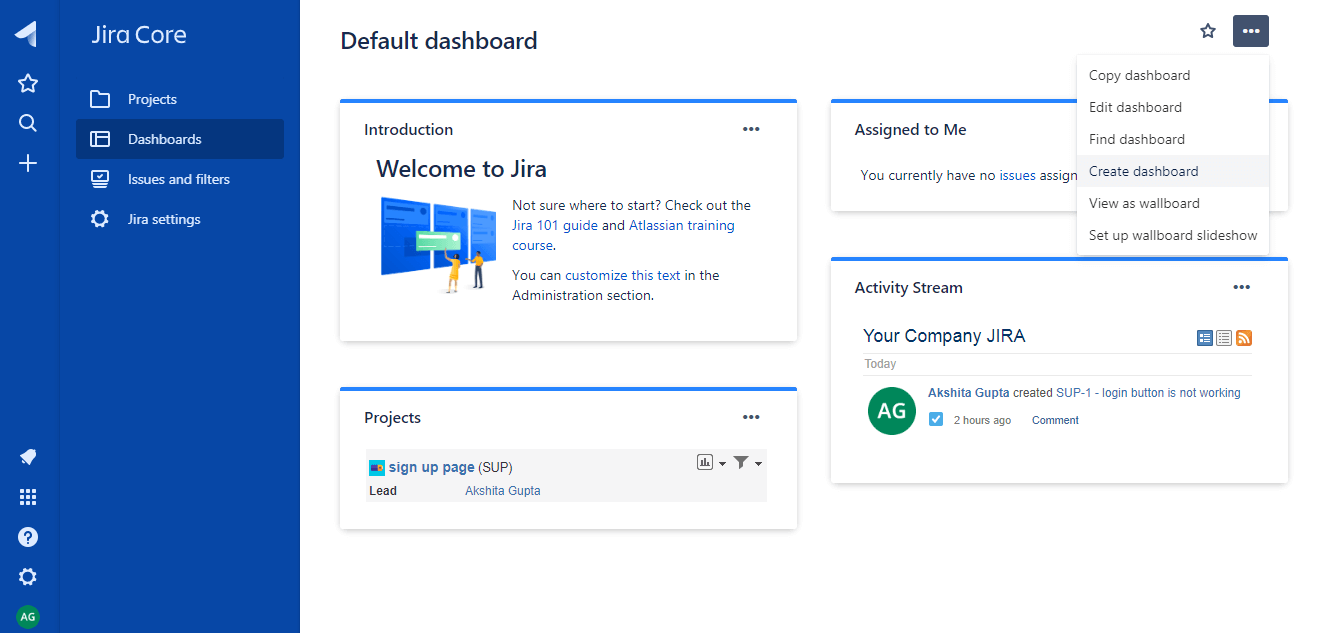 Jira Core
Projects
Dashboards
Issues and filters
Jira settings
AG
Default dashboard
Copy dashboard
Edit dashboard
Find dashboard
Create dashboard
View as wallboard
Set up wallboard slideshow
Introduction
Welcome to Jira
Not sure where to start? Check out the
Jira 101 guide and Atlassian training
course.
You can customize this text in the
Administration section.
Projects
sign up page (SUP)
Lead Akshita Gupta
Assigned to Me
You currently have no issues assign
Activity Stream
Your Company JIRA
Today
AG
Akshita Gupta created SUP-1 - login button is not working
2 hours ago Comment